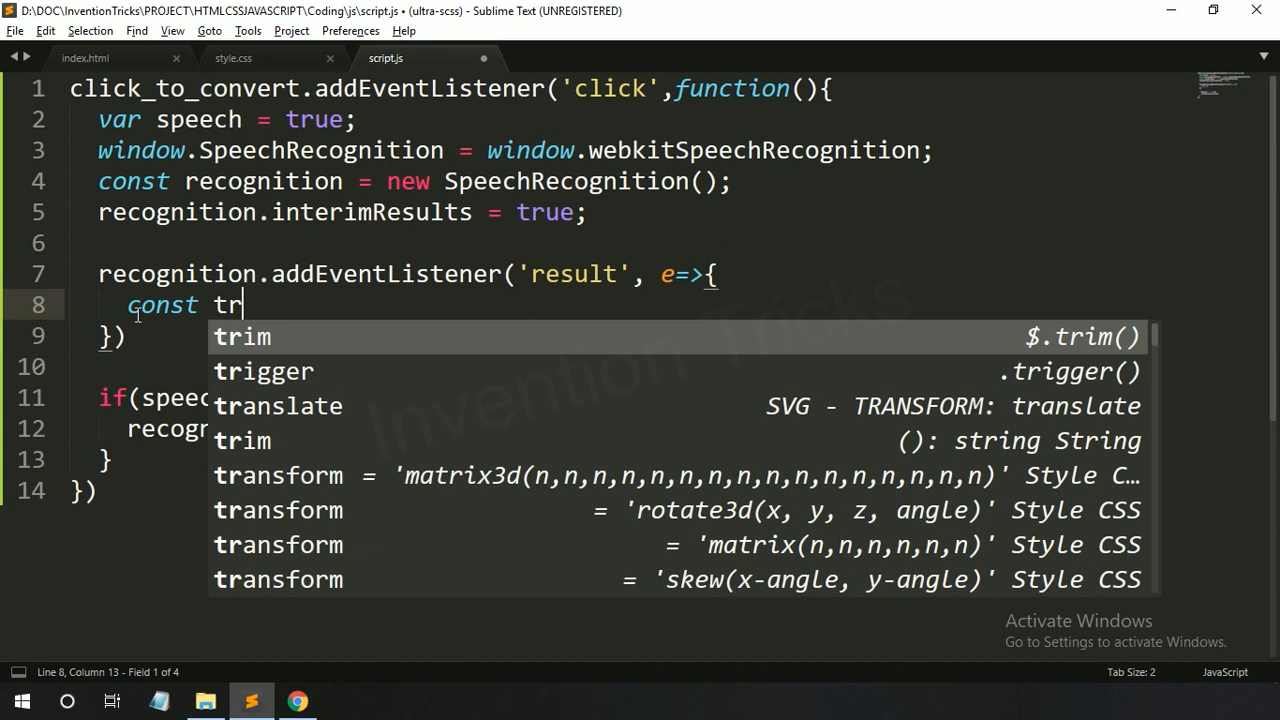 D:\DOC\InventionTricks\PROJECT\HTMLCSSJAVASCRIPT\Coding\js\script.js • (ultra-scss) - Sublime Text (UNREGISTERED)
File Edit Selection Find View Goto Tools Project Preferences Help
index.html × style.css × script.js
1 click_to_convert.addEventListener('click',function(){
2 var speech = true;
3 window.SpeechRecognition = window.webkitSpeechRecognition;
4 const recognition = new SpeechRecognition();
5 recognition.interimResults = true;
6
7 recognition.addEventListener('result', e=>{
8 const tr
9 })
trim $.trim()
10
trigger .trigger()
11 if(speec
translate SVG - TRANSFORM: translate
12 recogn
trim (): string String
13 }
transform = 'matrix3d(n,n,n,n,n,n,n,n,n,n,n,n,n,n,n,n)' Style C…
14 })
transform = 'rotate3d(x, y, z, angle)' Style CSS
transform = 'matrix(n,n,n,n,n,n)' Style CSS
transform = 'skew(x-angle, y-angle)' Style CSS
Invention Tricks
Activate Windows
Go to Settings to activate Windows.
Line 8, Column 13 - Field 1 of 4 Tab Size: 2 JavaScript